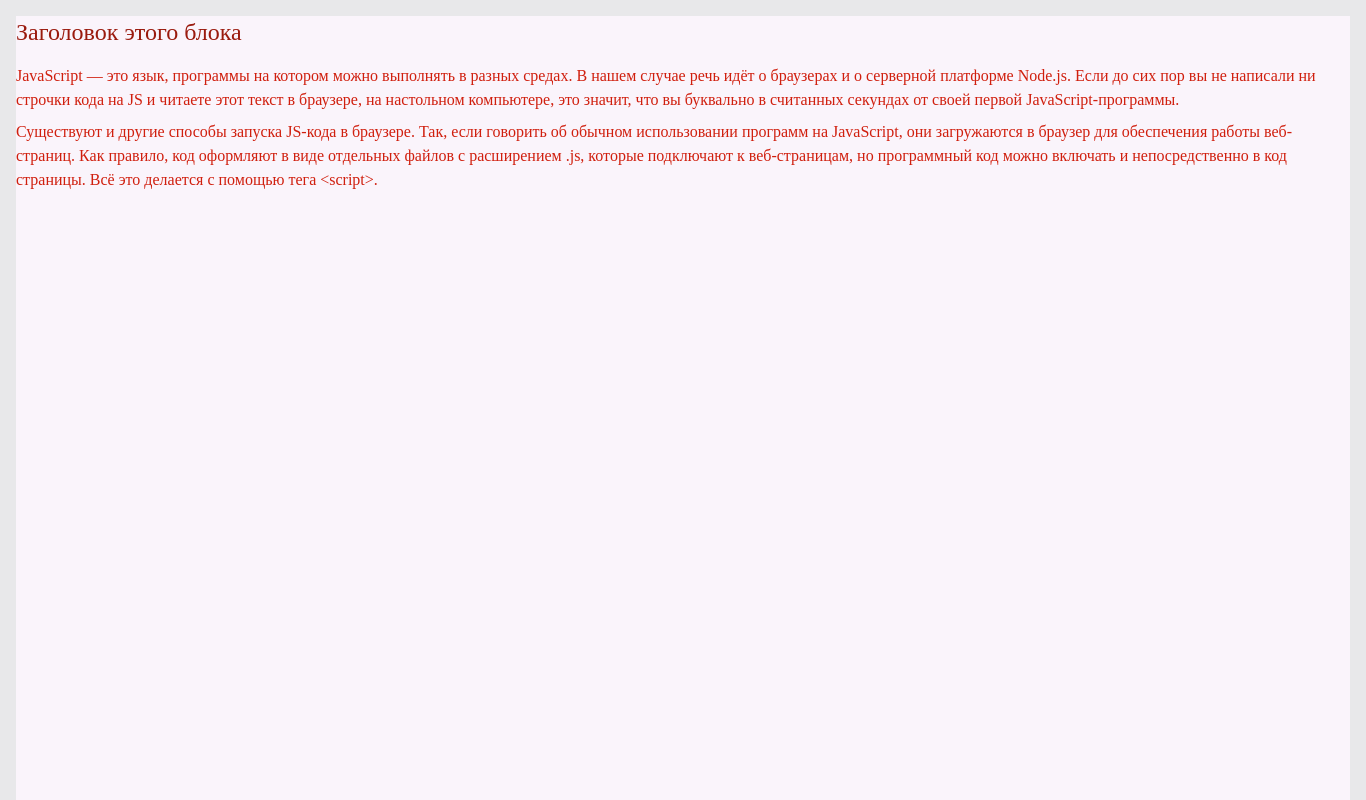 Заголовок этого блока
JavaScript — это язык, программы на котором можно выполнять в разных средах. В нашем случае речь идёт о браузерах и о серверной платформе Node.js. Если до сих пор вы не написали ни
строчки кода на JS и читаете этот текст в браузере, на настольном компьютере, это значит, что вы буквально в считанных секундах от своей первой JavaScript-программы.
Существуют и другие способы запуска JS-кода в браузере. Так, если говорить об обычном использовании программ на JavaScript, они загружаются в браузер для обеспечения работы веб-
страниц. Как правило, код оформляют в виде отдельных файлов с расширением .js, которые подключают к веб-страницам, но программный код можно включать и непосредственно в код
страницы. Всё это делается с помощью тега <script>.